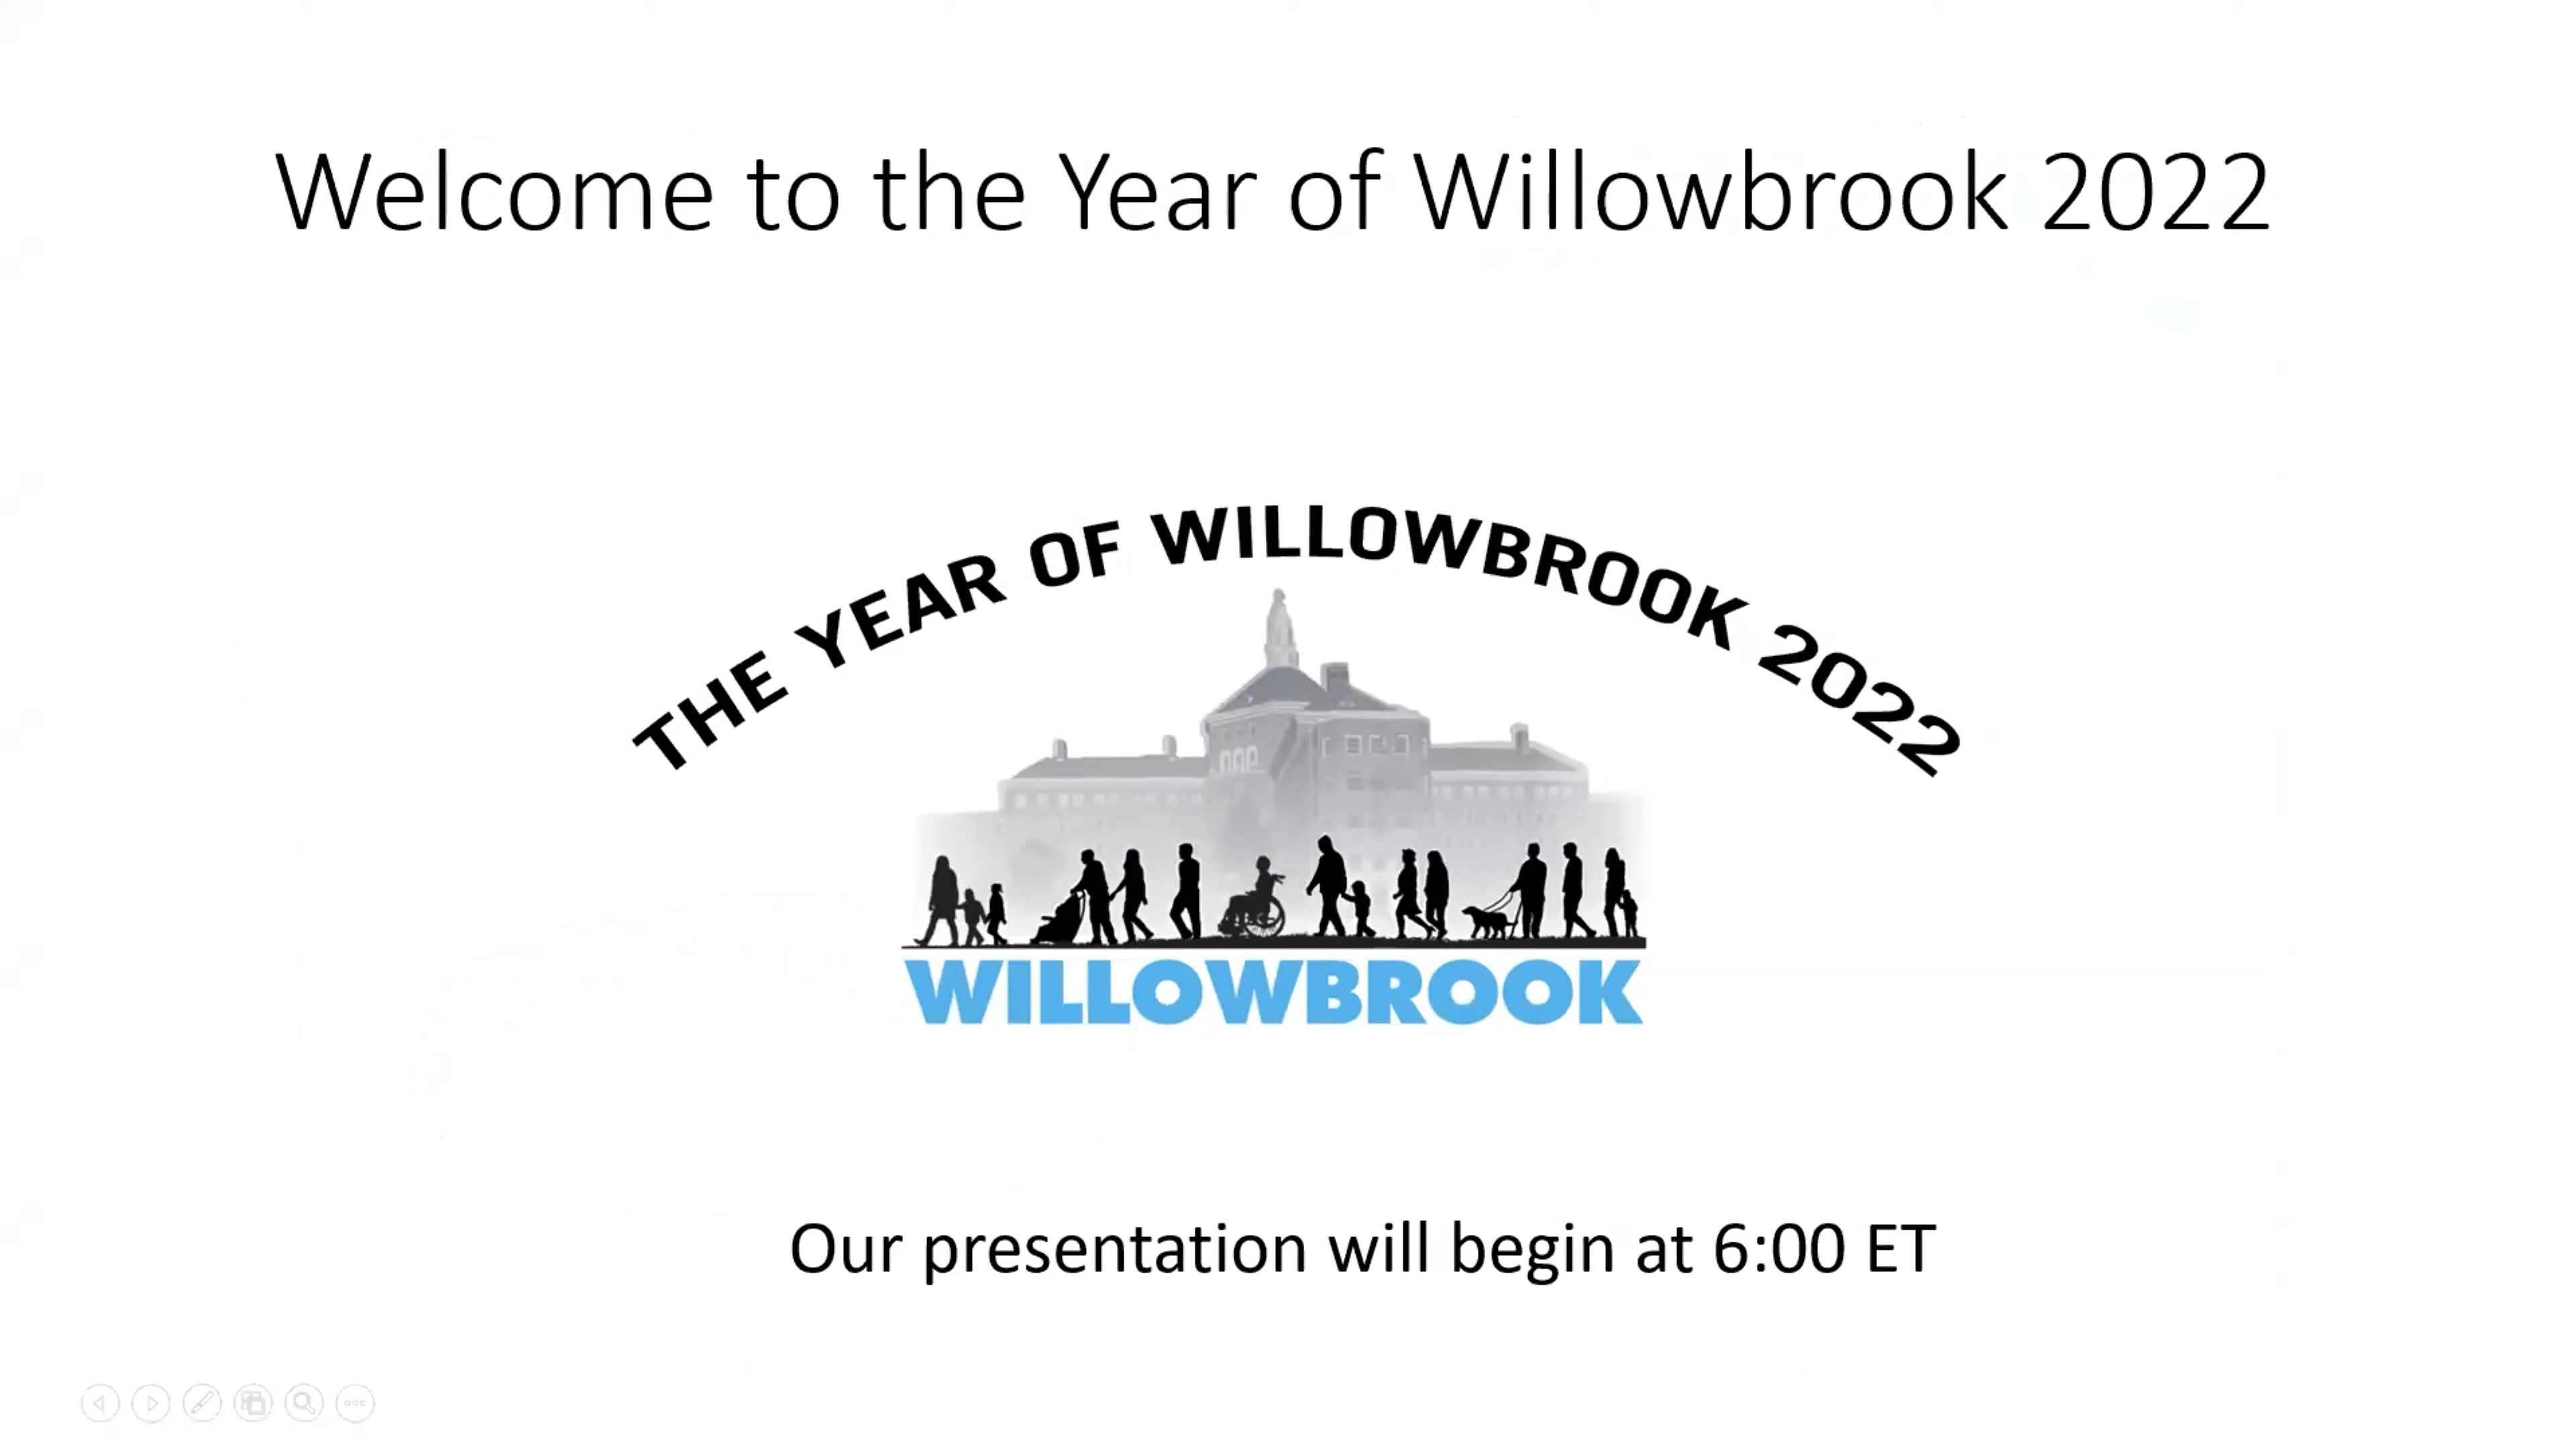 Welcome to the Year of Willowbrook 2022
THE YEAR OF WILLOWBROOK 2022
WILLOWBROOK
Our presentation will begin at 6:00 ET